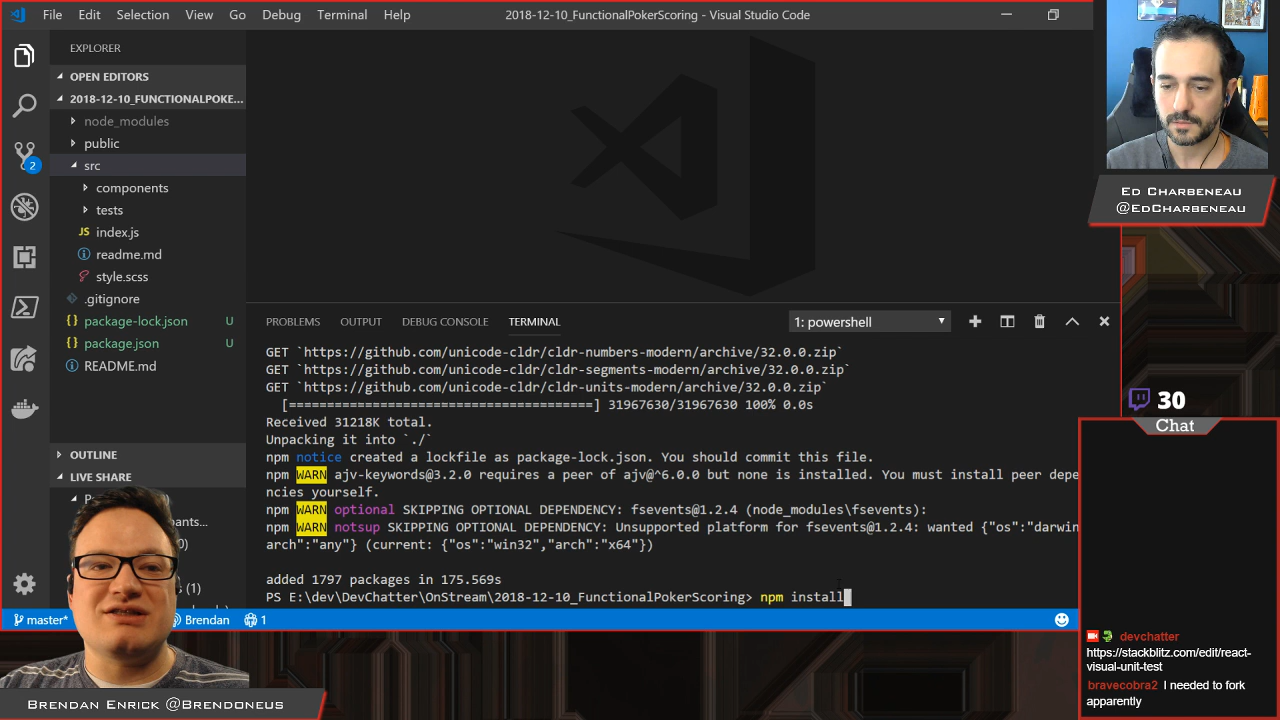 File Edit Selection View Go Debug Terminal Help
2018-12-10_FunctionalPokerScoring - Visual Studio Code
EXPLORER
OPEN EDITORS
2018-12-10_FUNCTIONALPOKE...
node_modules
public
src
components
tests
JS index.js
readme.md
style.scss
.gitignore
{} package-lock.json U
{} package.json U
README.md
OUTLINE
LIVE SHARE
2
PROBLEMS OUTPUT DEBUG CONSOLE TERMINAL
1: powershell
GET `https://github.com/unicode-cldr/cldr-numbers-modern/archive/32.0.0.zip`
GET `https://github.com/unicode-cldr/cldr-segments-modern/archive/32.0.0.zip`
GET `https://github.com/unicode-cldr/cldr-units-modern/archive/32.0.0.zip`
[=======================================] 31967630/31967630 100% 0.0s
Received 31218K total.
Unpacking it into `./`
npm notice created a lockfile as package-lock.json. You should commit this file.
npm WARN ajv-keywords@3.2.0 requires a peer of ajv@^6.0.0 but none is installed. You must install peer depe
ncies yourself.
npm WARN optional SKIPPING OPTIONAL DEPENDENCY: fsevents@1.2.4 (node_modules\fsevents):
npm WARN notsup SKIPPING OPTIONAL DEPENDENCY: Unsupported platform for fsevents@1.2.4: wanted {"os":"darwin
arch":"any"} (current: {"os":"win32","arch":"x64"})
added 1797 packages in 175.569s
PS E:\dev\DevChatter\OnStream\2018-12-10_FunctionalPokerScoring> npm install
master* Brendan 1
Ed Charbeneau
@EdCharbeneau
30
Chat
devchatter
https://stackblitz.com/edit/react-
visual-unit-test
bravecobra2 I needed to fork
apparently
Brendan Enrick @Brendoneus